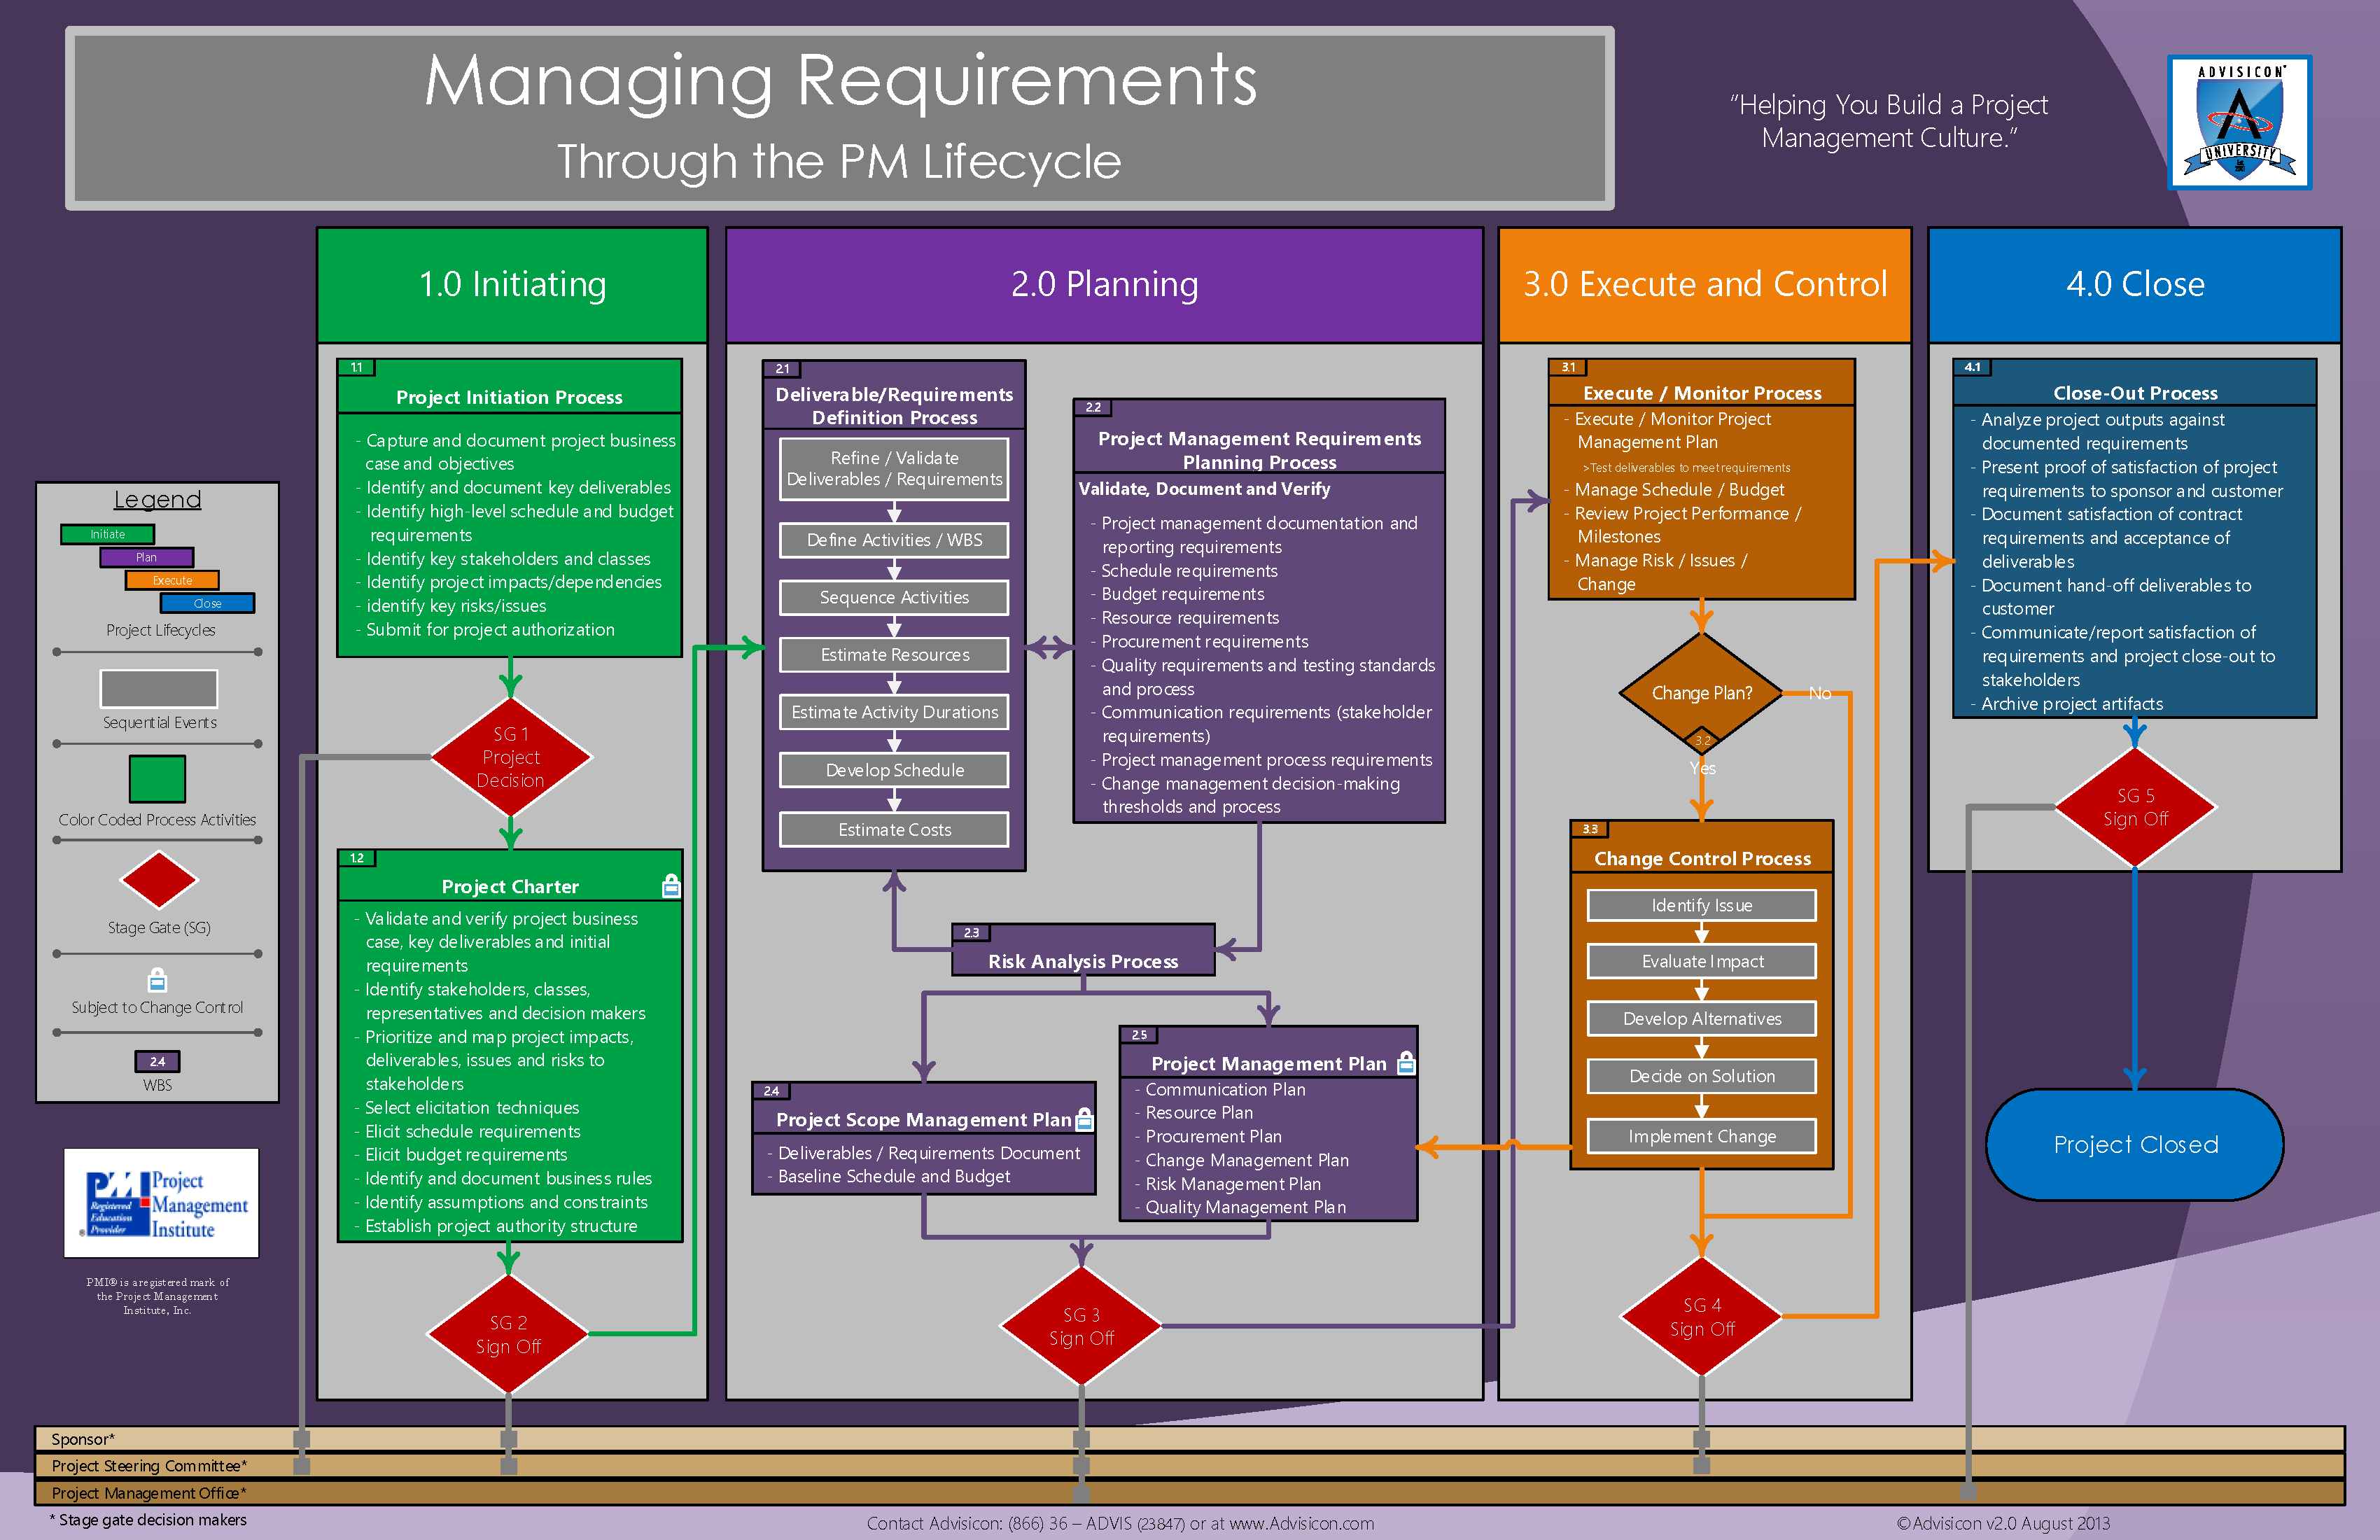 Managing Requirements
Through the PM Lifecycle
“Helping You Build a Project
Management Culture.”
ADVISICON
A
UNIVERSITY
1.0 Initiating
2.0 Planning
3.0 Execute and Control
4.0 Close
Legend
Initiate
Plan
Execute
Close
Project Lifecycles
Sequential Events
Color Coded Process Activities
Stage Gate (SG)
Subject to Change Control
2.4
WBS
PMI
Registered
Education
Provider
®
Project
Management
Institute
PMI® is a registered mark of
the Project Management
Institute, Inc.
1.1
Project Initiation Process
- Capture and document project business
case and objectives
- Identify and document key deliverables
- Identify high-level schedule and budget
requirements
- Identify key stakeholders and classes
- Identify project impacts/dependencies
- identify key risks/issues
- Submit for project authorization
SG 1
Project
Decision
1.2
Project Charter
- Validate and verify project business
case, key deliverables and initial
requirements
- Identify stakeholders, classes,
representatives and decision makers
- Prioritize and map project impacts,
deliverables, issues and risks to
stakeholders
- Select elicitation techniques
- Elicit schedule requirements
- Elicit budget requirements
- Identify and document business rules
- Identify assumptions and constraints
- Establish project authority structure
SG 2
Sign Off
2.1
Deliverable/Requirements
Definition Process
Refine / Validate
Deliverables / Requirements
Define Activities / WBS
Sequence Activities
Estimate Resources
Estimate Activity Durations
Develop Schedule
Estimate Costs
2.2
Project Management Requirements
Planning Process
Validate, Document and Verify
- Project management documentation and
reporting requirements
- Schedule requirements
- Budget requirements
- Resource requirements
- Procurement requirements
- Quality requirements and testing standards
and process
- Communication requirements (stakeholder
requirements)
- Project management process requirements
- Change management decision-making
thresholds and process
2.3
Risk Analysis Process
2.4
Project Scope Management Plan
- Deliverables / Requirements Document
- Baseline Schedule and Budget
2.5
Project Management Plan
- Communication Plan
- Resource Plan
- Procurement Plan
- Change Management Plan
- Risk Management Plan
- Quality Management Plan
SG 3
Sign Off
3.1
Execute / Monitor Process
- Execute / Monitor Project
Management Plan
>Test deliverables to meet requirements
- Manage Schedule / Budget
- Review Project Performance /
Milestones
- Manage Risk / Issues /
Change
Change Plan?
No
3.2
Yes
3.3
Change Control Process
Identify Issue
Evaluate Impact
Develop Alternatives
Decide on Solution
Implement Change
SG 4
Sign Off
4.1
Close-Out Process
- Analyze project outputs against
documented requirements
- Present proof of satisfaction of project
requirements to sponsor and customer
- Document satisfaction of contract
requirements and acceptance of
deliverables
- Document hand-off deliverables to
customer
- Communicate/report satisfaction of
requirements and project close-out to
stakeholders
- Archive project artifacts
SG 5
Sign Off
Project Closed
Sponsor*
Project Steering Committee*
Project Management Office*
* Stage gate decision makers
Contact Advisicon: (866) 36 – ADVIS (23847) or at www.Advisicon.com
©Advisicon v2.0 August 2013